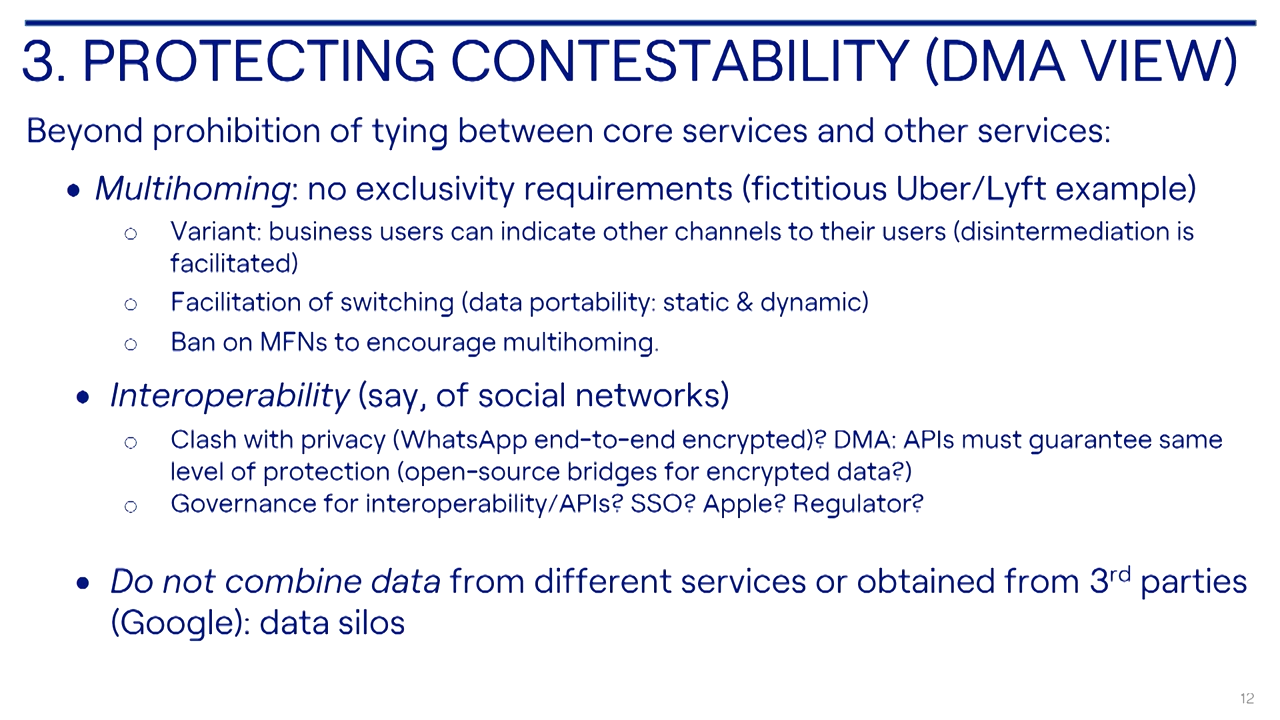 3. PROTECTING CONTESTABILITY (DMA VIEW)
Beyond prohibition of tying between core services and other services:
• Multihoming: no exclusivity requirements (fictitious Uber/Lyft example)
○ Variant: business users can indicate other channels to their users (disintermediation is
facilitated)
○ Facilitation of switching (data portability: static & dynamic)
○ Ban on MFNs to encourage multihoming.
• Interoperability (say, of social networks)
○ Clash with privacy (WhatsApp end-to-end encrypted)? DMA: APIs must guarantee same
level of protection (open-source bridges for encrypted data?)
○ Governance for interoperability/APIs? SSO? Apple? Regulator?
• Do not combine data from different services or obtained from 3rd parties
(Google): data silos
12